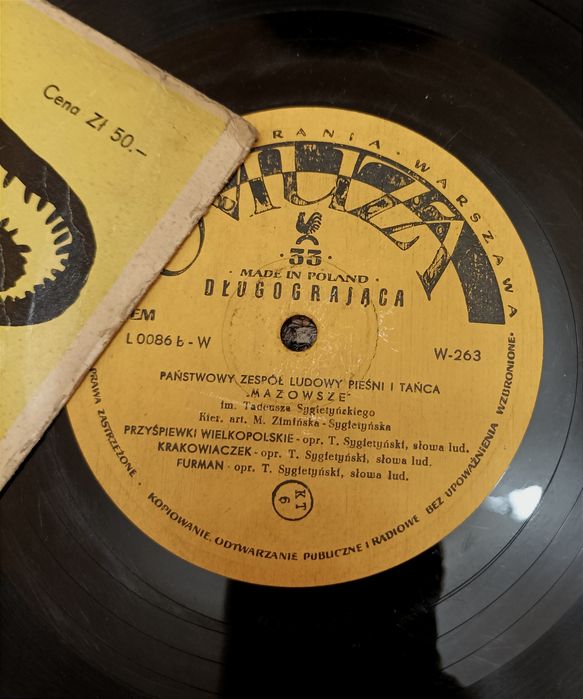 Cena Zł 50.–
RANIA · WARSZAWA
MUZA
33
· MADE IN POLAND ·
DŁUGOGRAJĄCA
EM
L 0086 b - W
W-263
PAŃSTWOWY ZESPÓŁ LUDOWY PIEŚNI I TAŃCA
„MAZOWSZE"
im. Tadeusza Sygietyńskiego
Kier. art. M. Zimińska-Sygietyńska
PRZYŚPIEWKI WIELKOPOLSKIE - opr. T. Sygietyński, słowa lud.
KRAKOWIACZEK - opr. T. Sygietyński, słowa lud.
FURMAN - opr. T. Sygietyński, słowa lud.
KT
6
PRAWA ZASTRZEŻONE · KOPIOWANIE, ODTWARZANIE PUBLICZNE I RADIOWE BEZ UPOWAŻNIENIA WZBRONIONE·